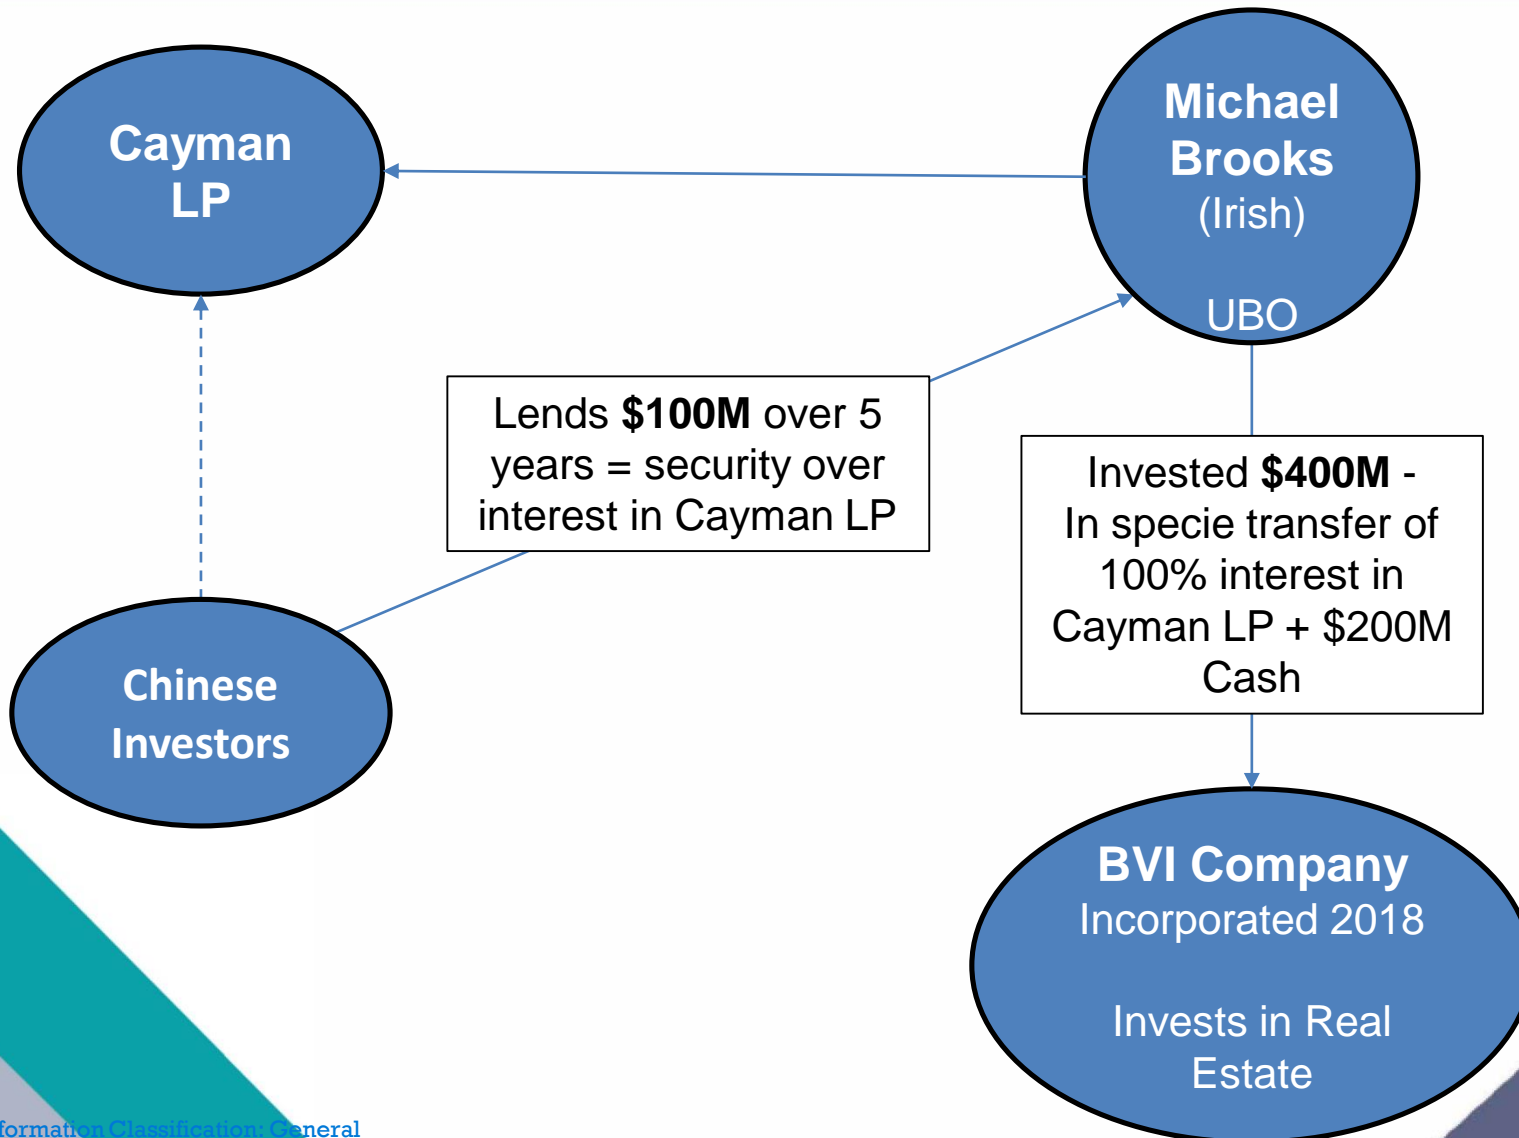 Cayman
LP
Michael
Brooks
(Irish)
UBO
Lends $100M over 5
years = security over
interest in Cayman LP
Invested $400M -
In specie transfer of
100% interest in
Cayman LP + $200M
Cash
Chinese
Investors
BVI Company
Incorporated 2018
Invests in Real
Estate
formation Classification: General